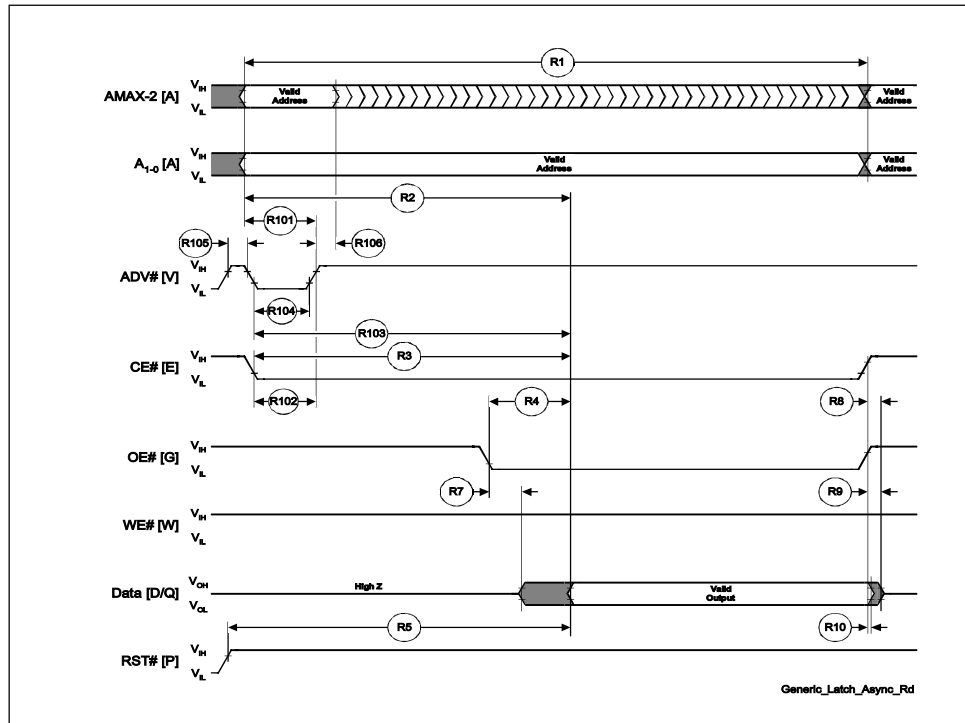 R1
AMAX-2 [A] VIH VIL Valid Address Valid Address
A1-0 [A] VIH VIL Valid Address Valid Address
R2
R101
R105 R106
ADV# [V] VIH VIL
R104
R103
R3
CE# [E] VIH VIL
R102
R4 R8
OE# [G] VIH VIL
R7 R9
WE# [W] VIH VIL
Data [D/Q] VOH VOL High Z Valid Output
R5 R10
RST# [P] VIH VIL
Generic_Latch_Async_Rd